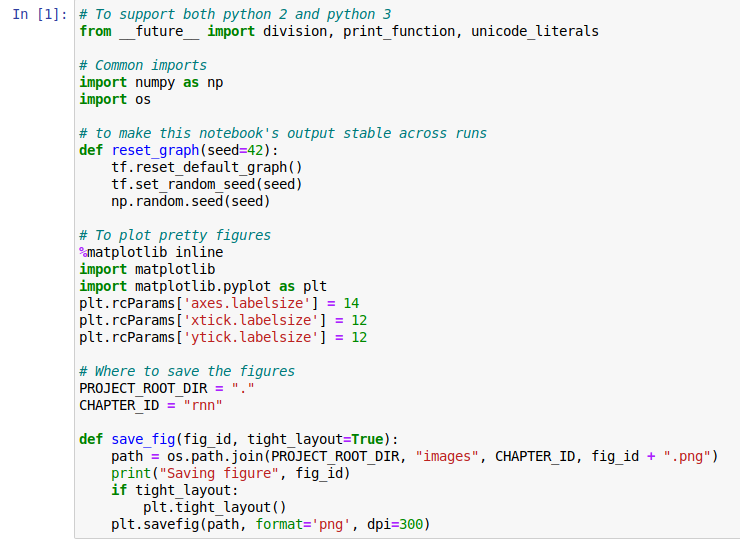 In [1]: # To support both python 2 and python 3
from __future__ import division, print_function, unicode_literals

# Common imports
import numpy as np
import os

# to make this notebook's output stable across runs
def reset_graph(seed=42):
    tf.reset_default_graph()
    tf.set_random_seed(seed)
    np.random.seed(seed)

# To plot pretty figures
%matplotlib inline
import matplotlib
import matplotlib.pyplot as plt
plt.rcParams['axes.labelsize'] = 14
plt.rcParams['xtick.labelsize'] = 12
plt.rcParams['ytick.labelsize'] = 12

# Where to save the figures
PROJECT_ROOT_DIR = "."
CHAPTER_ID = "rnn"

def save_fig(fig_id, tight_layout=True):
    path = os.path.join(PROJECT_ROOT_DIR, "images", CHAPTER_ID, fig_id + ".png")
    print("Saving figure", fig_id)
    if tight_layout:
        plt.tight_layout()
    plt.savefig(path, format='png', dpi=300)